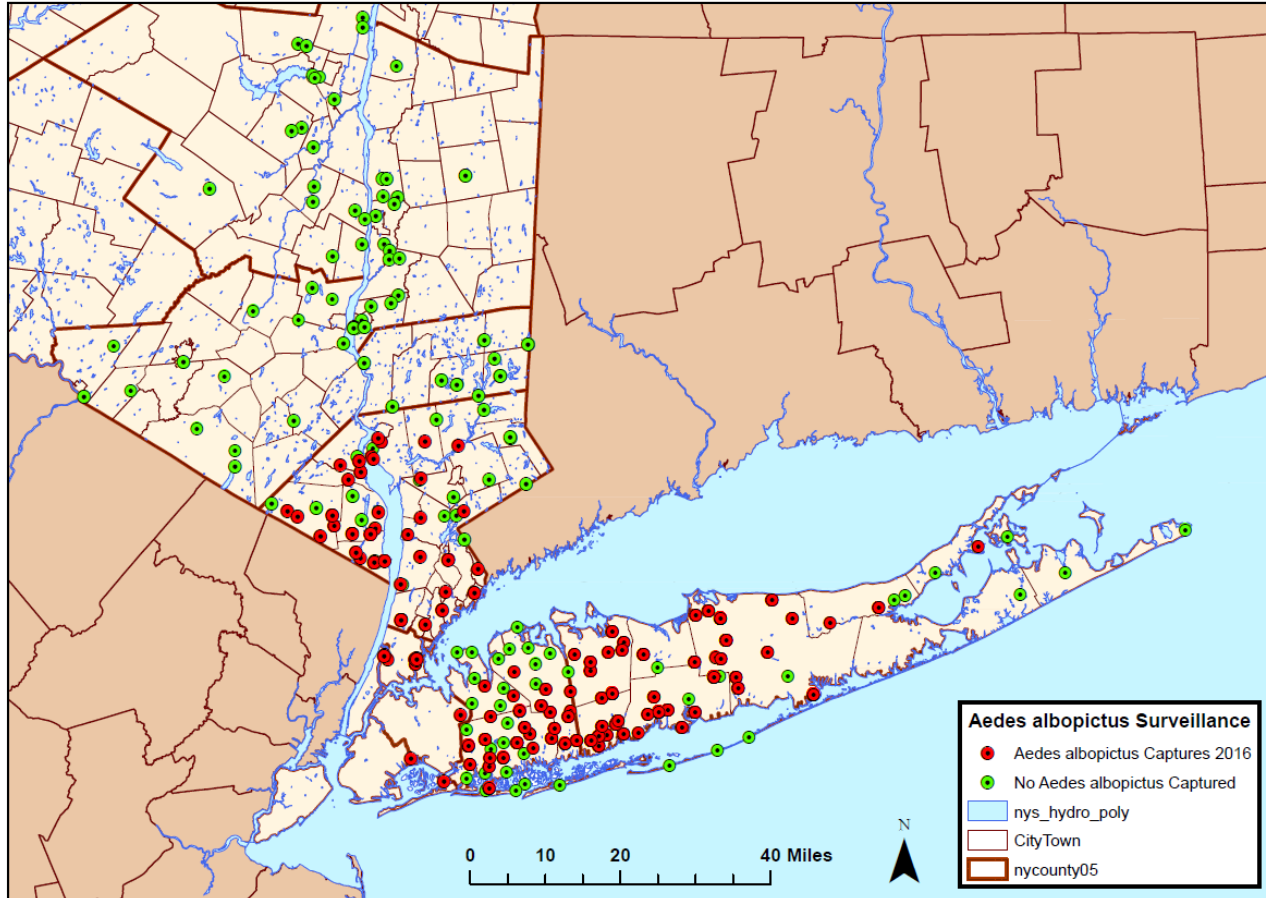 Aedes albopictus Surveillance
Aedes albopictus Captures 2016
No Aedes albopictus Captured
nys_hydro_poly
CityTown
nycounty05
N
0 10 20 40 Miles